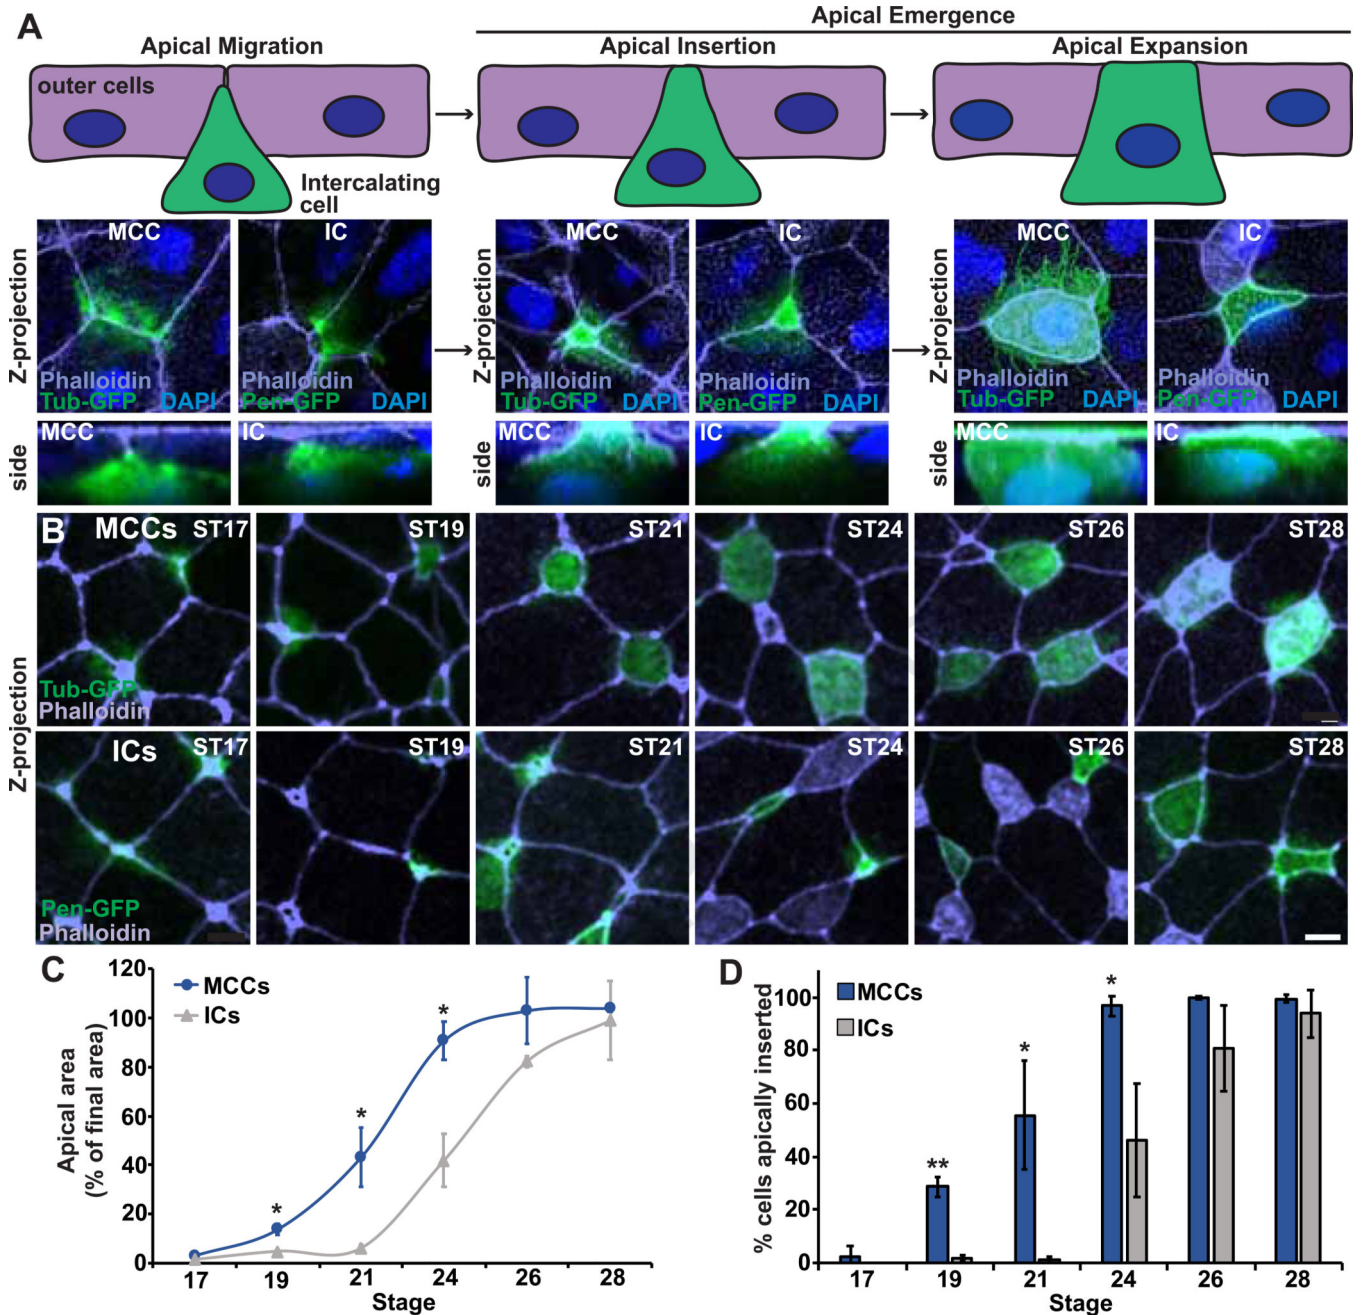 A
Apical Emergence
Apical Migration
Apical Insertion
Apical Expansion
outer cells
Intercalating
cell
Z-projection
MCC
Phalloidin
Tub-GFP
DAPI
IC
Phalloidin
Pen-GFP
DAPI
Z-projection
MCC
Phalloidin
Tub-GFP
DAPI
IC
Phalloidin
Pen-GFP
DAPI
Z-projection
MCC
Phalloidin
Tub-GFP
DAPI
IC
Phalloidin
Pen-GFP
DAPI
side
MCC
IC
side
MCC
IC
side
MCC
IC
B
Z-projection
MCCs
ST17
ST19
ST21
ST24
ST26
ST28
Tub-GFP
Phalloidin
ICs
ST17
ST19
ST21
ST24
ST26
ST28
Pen-GFP
Phalloidin
C
Apical area
(% of final area)
120
100
80
60
40
20
0
MCCs
ICs
*
*
*
17
19
21
24
26
28
Stage
D
% cells apically inserted
100
80
60
40
20
0
MCCs
ICs
**
*
*
17
19
21
24
26
28
Stage